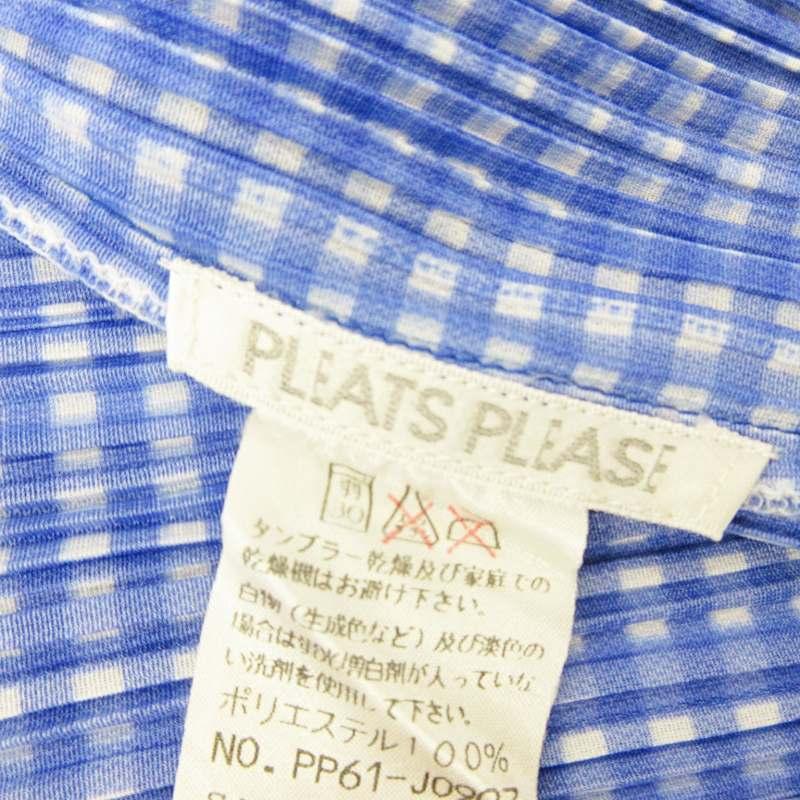 PLEATS PLEASE
弱 30
タンブラー乾燥及び家庭での
乾燥機はお避け下さい。
白物(生成色など)及び淡色の
場合は蛍光増白剤が入っていな
い洗剤を使用して下さい。
ポリエステル100%
NO. PP61-J0907